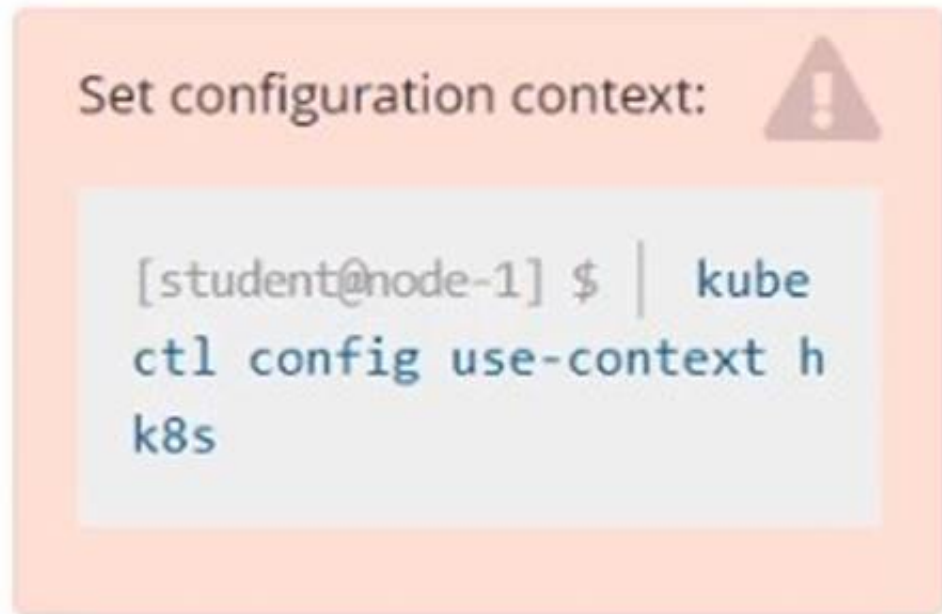 Set configuration context:
[student@node-1] $ | kube
ctl config use-context h
k8s